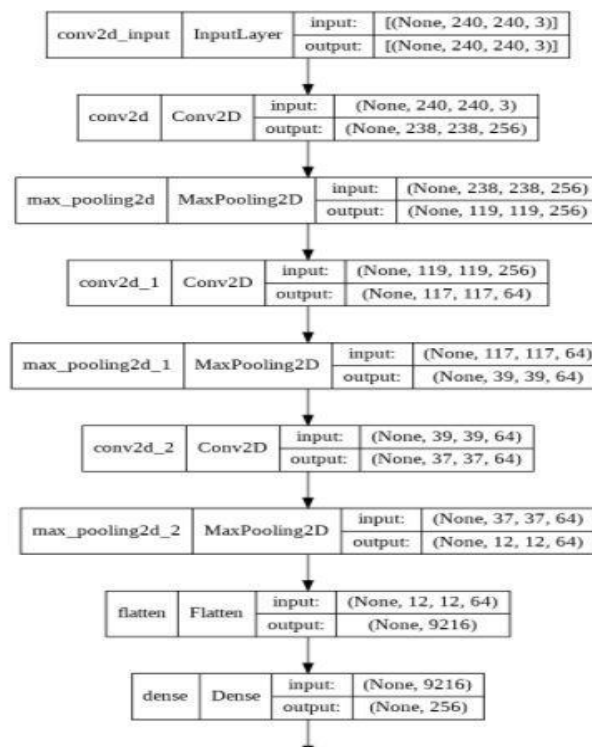 conv2d_input InputLayer input: [(None, 240, 240, 3)]
output: [(None, 240, 240, 3)]
conv2d Conv2D input: (None, 240, 240, 3)
output: (None, 238, 238, 256)
max_pooling2d MaxPooling2D input: (None, 238, 238, 256)
output: (None, 119, 119, 256)
conv2d_1 Conv2D input: (None, 119, 119, 256)
output: (None, 117, 117, 64)
max_pooling2d_1 MaxPooling2D input: (None, 117, 117, 64)
output: (None, 39, 39, 64)
conv2d_2 Conv2D input: (None, 39, 39, 64)
output: (None, 37, 37, 64)
max_pooling2d_2 MaxPooling2D input: (None, 37, 37, 64)
output: (None, 12, 12, 64)
flatten Flatten input: (None, 12, 12, 64)
output: (None, 9216)
dense Dense input: (None, 9216)
output: (None, 256)